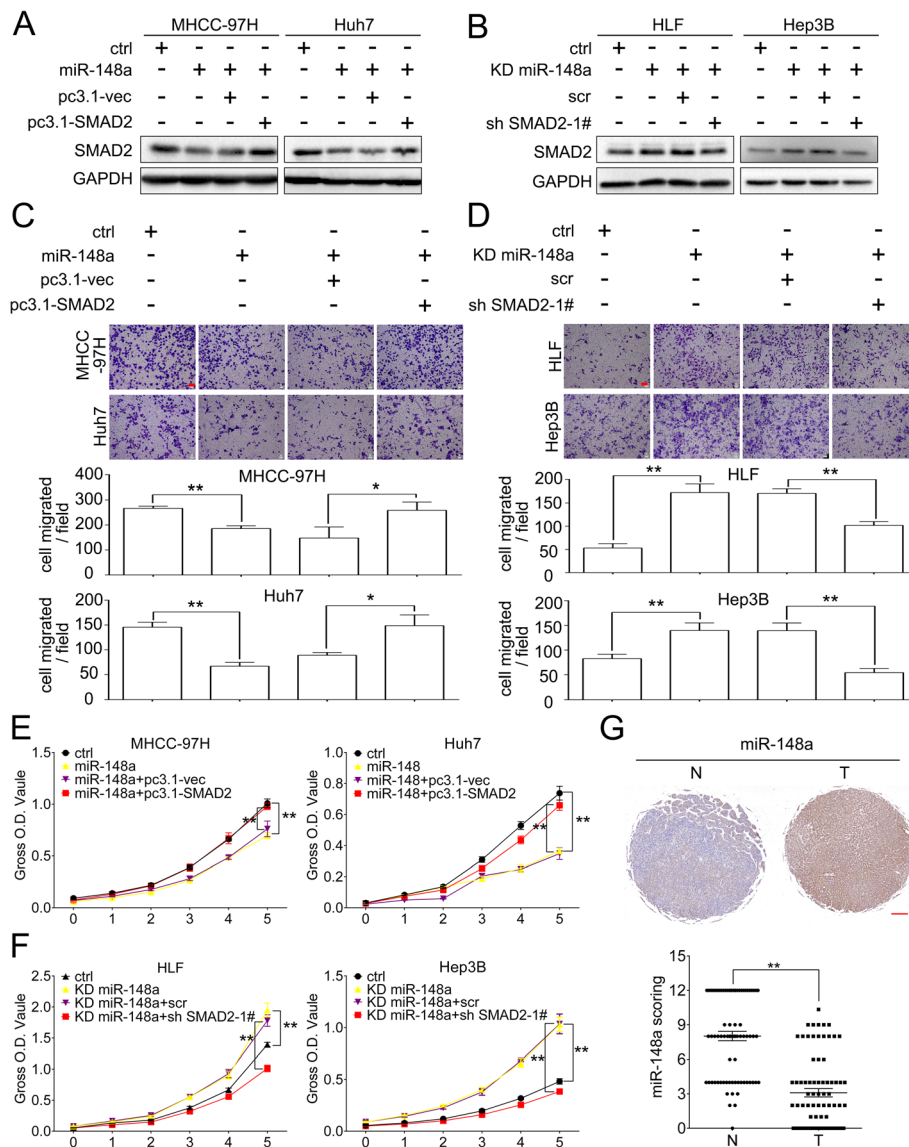 A
MHCC-97H Huh7
ctrl + - - - + - - -
miR-148a - + + + - + + +
pc3.1-vec - - + - - - + -
pc3.1-SMAD2 - - - + - - - +
SMAD2
GAPDH
B
HLF Hep3B
ctrl + - - - + - - -
KD miR-148a - + + + - + + +
scr - - + - - - + -
sh SMAD2-1# - - - + - - - +
SMAD2
GAPDH
C
ctrl + - - -
miR-148a - + + +
pc3.1-vec - - + -
pc3.1-SMAD2 - - - +
MHCC
-97H
Huh7
MHCC-97H
cell migrated
/ field
400
300
200
100
0
** *
Huh7
cell migrated
/ field
200
150
100
50
0
** *
D
ctrl + - - -
KD miR-148a - + + +
scr - - + -
sh SMAD2-1# - - - +
HLF
Hep3B
HLF
cell migrated
/ field
200
150
100
50
0
** **
Hep3B
cell migrated
/ field
200
150
100
50
0
** **
E
MHCC-97H
Gross O.D. Vaule
1.5
1.0
0.5
0.0
ctrl
miR-148a
miR-148a+pc3.1-vec
miR-148a+pc3.1-SMAD2
** **
0 1 2 3 4 5
Huh7
Gross O.D. Vaule
1.0
0.8
0.6
0.4
0.2
0.0
ctrl
miR-148
miR-148+pc3.1-vec
miR-148+pc3.1-SMAD2
** **
0 1 2 3 4 5
F
HLF
Gross O.D. Vaule
2.5
2.0
1.5
1.0
0.5
0.0
ctrl
KD miR-148a
KD miR-148a+scr
KD miR-148a+sh SMAD2-1#
** **
0 1 2 3 4 5
Hep3B
Gross O.D. Vaule
2.0
1.5
1.0
0.5
0.0
ctrl
KD miR-148a
KD miR-148a+scr
KD miR-148a+sh SMAD2-1#
** **
0 1 2 3 4 5
G
miR-148a
N T
miR-148a scoring
15
12
9
6
3
0
**
N T